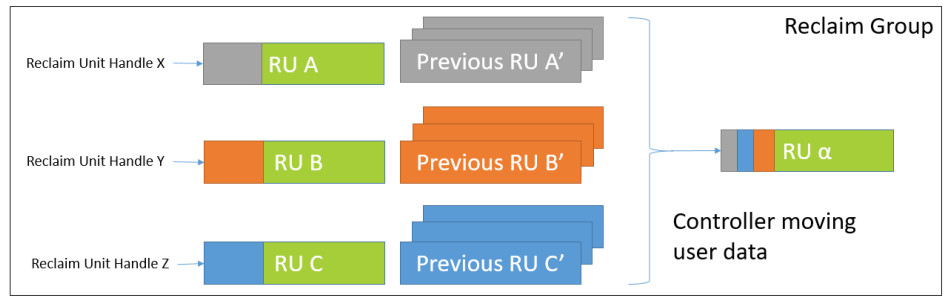 Reclaim Group
Reclaim Unit Handle X
RU A
Previous RU A’
Reclaim Unit Handle Y
RU B
Previous RU B’
RU α
Reclaim Unit Handle Z
RU C
Previous RU C’
Controller moving
user data